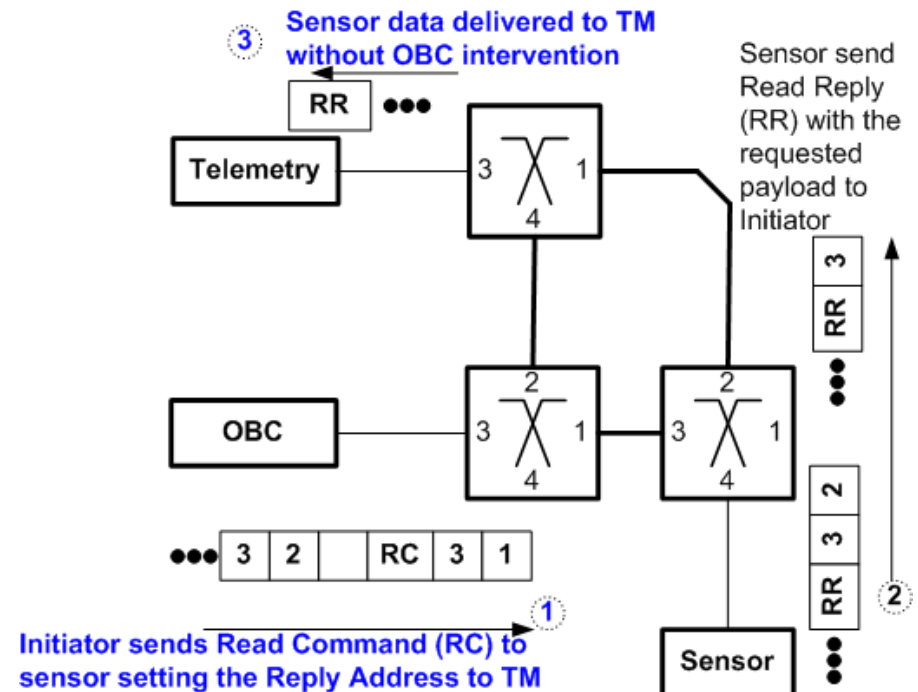 3
Sensor data delivered to TM
without OBC intervention
RR
Sensor send
Read Reply
(RR) with the
requested
payload to
Initiator
Telemetry
3 1
4
3
RR
OBC
2
3 1
4
2
3 1
4
2
3
RR
2
3 2 RC 3 1
1
Initiator sends Read Command (RC) to
sensor setting the Reply Address to TM
Sensor